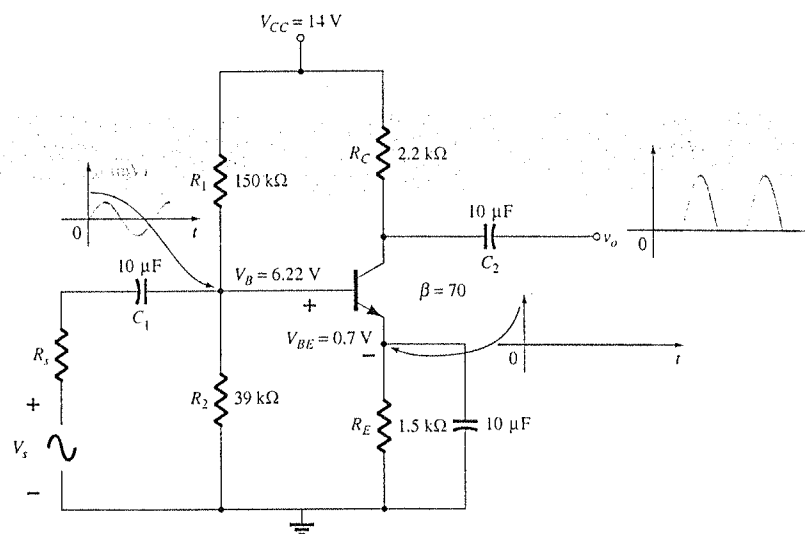 V_CC = 14 V
R_C 2.2 kΩ
R_1 150 kΩ
0 t
10 µF
C_2
v_o
0
10 µF
C_1
V_B = 6.22 V
+
β = 70
V_BE = 0.7 V
−
0 t
R_s
+
V_s
−
R_2 39 kΩ
R_E 1.5 kΩ
10 µF